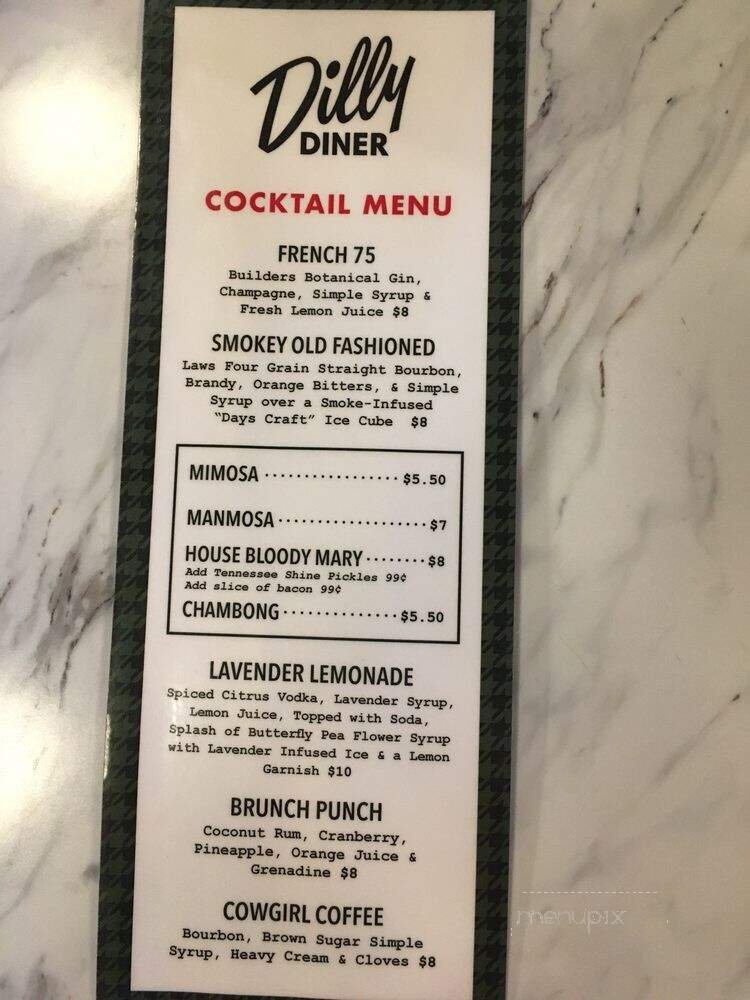 Dilly
DINER
COCKTAIL MENU
FRENCH 75
Builders Botanical Gin,
Champagne, Simple Syrup &
Fresh Lemon Juice $8
SMOKEY OLD FASHIONED
Laws Four Grain Straight Bourbon,
Brandy, Orange Bitters, & Simple
Syrup over a Smoke-Infused
"Days Craft" Ice Cube $8
MIMOSA ················· $5.50
MANMOSA ··················· $7
HOUSE BLOODY MARY ········ $8
Add Tennessee Shine Pickles 99¢
Add slice of bacon 99¢
CHAMBONG ·············· $5.50
LAVENDER LEMONADE
Spiced Citrus Vodka, Lavender Syrup,
Lemon Juice, Topped with Soda,
Splash of Butterfly Pea Flower Syrup
with Lavender Infused Ice & a Lemon
Garnish $10
BRUNCH PUNCH
Coconut Rum, Cranberry,
Pineapple, Orange Juice &
Grenadine $8
COWGIRL COFFEE
Bourbon, Brown Sugar Simple
Syrup, Heavy Cream & Cloves $8
menupix